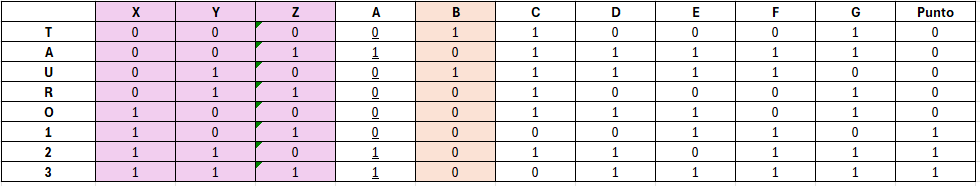 X Y Z A B C D E F G Punto
T 0 0 0 0 1 1 0 0 0 1 0
A 0 0 1 1 0 1 1 1 1 1 0
U 0 1 0 0 1 1 1 1 1 0 0
R 0 1 1 0 0 1 0 0 0 1 0
O 1 0 0 0 0 1 1 1 0 1 0
1 1 0 1 0 0 0 0 1 1 0 1
2 1 1 0 1 0 1 1 0 1 1 1
3 1 1 1 1 0 0 1 1 1 1 1